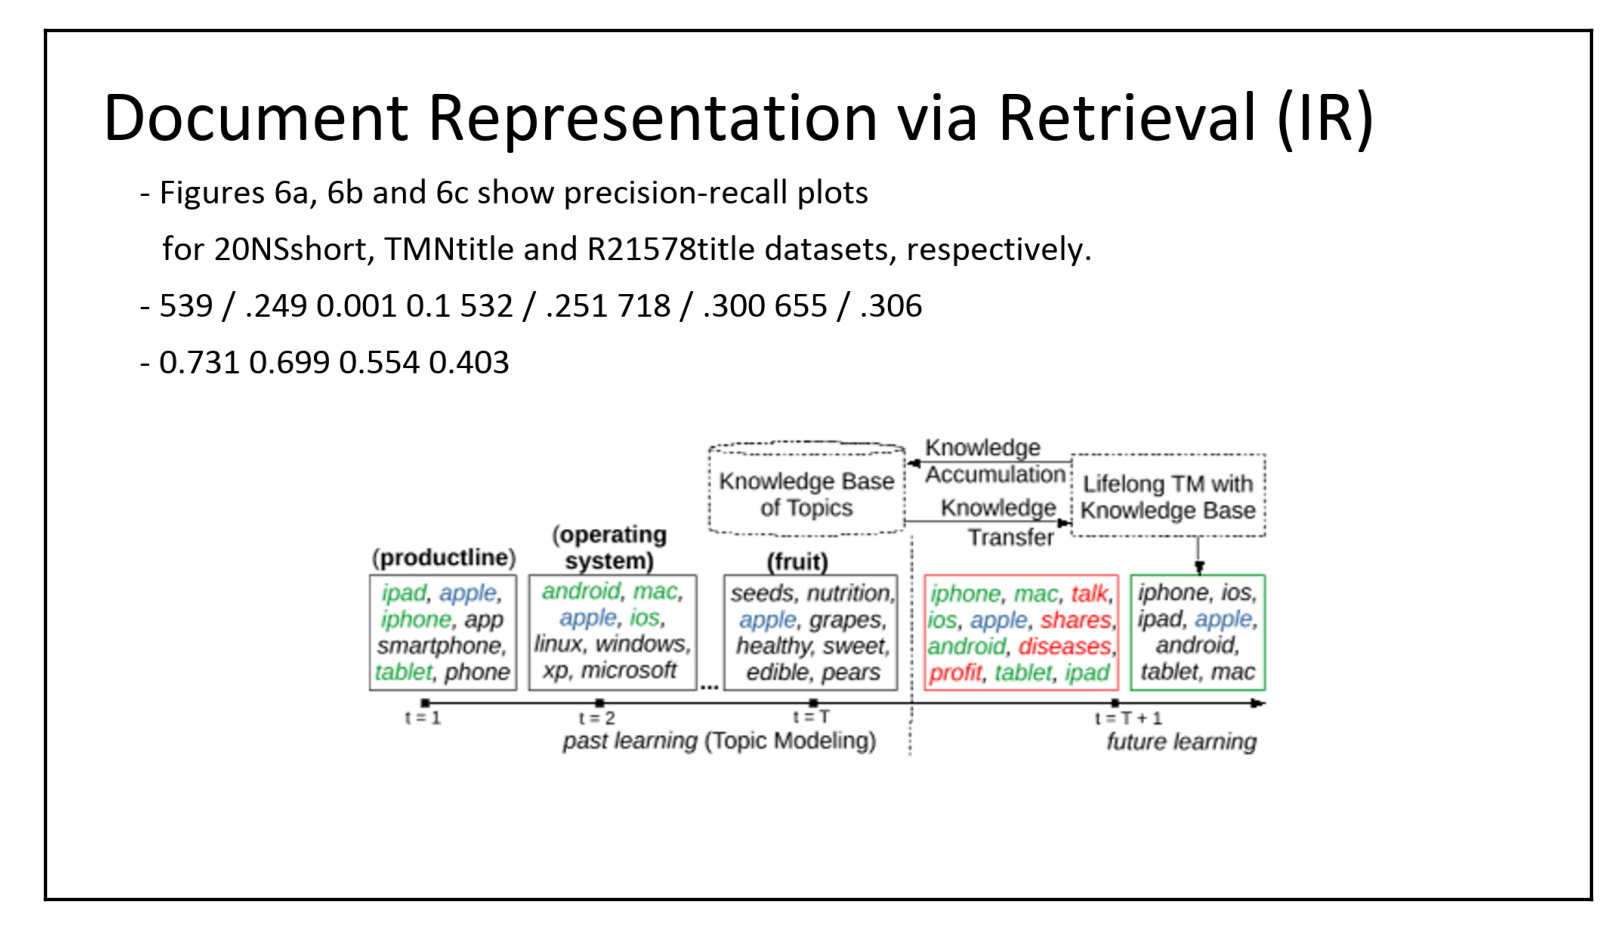 Document Representation via Retrieval (IR)
- Figures 6a, 6b and 6c show precision-recall plots
for 20NSshort, TMNtitle and R21578title datasets, respectively.
- 539 / .249 0.001 0.1 532 / .251 718 / .300 655 / .306
- 0.731 0.699 0.554 0.403
Knowledge Base
of Topics
Knowledge
Accumulation
Knowledge
Transfer
Lifelong TM with
Knowledge Base
(productline)
ipad, apple,
iphone, app
smartphone,
tablet, phone
(operating
system)
android, mac,
apple, ios,
linux, windows,
xp, microsoft
...
(fruit)
seeds, nutrition,
apple, grapes,
healthy, sweet,
edible, pears
iphone, mac, talk,
ios, apple, shares,
android, diseases,
profit, tablet, ipad
iphone, ios,
ipad, apple,
android,
tablet, mac
t = 1
t = 2
t = T
t = T + 1
past learning (Topic Modeling)
future learning